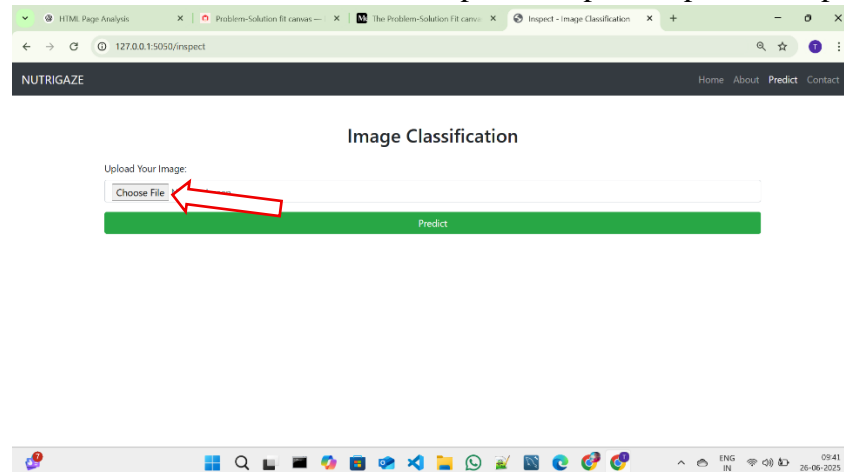 HTML Page Analysis
Problem-Solution fit canvas —
The Problem-Solution Fit canva
Inspect - Image Classification
127.0.0.1:5050/inspect
NUTRIGAZE
Home About Predict Contact
Image Classification
Upload Your Image:
Choose File
Predict
ENG
IN
09:41
26-06-2025